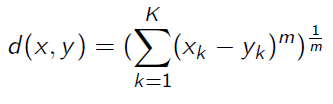 d(x, y) = (∑_{k=1}^{K} (x_k − y_k)^m)^{1/m}